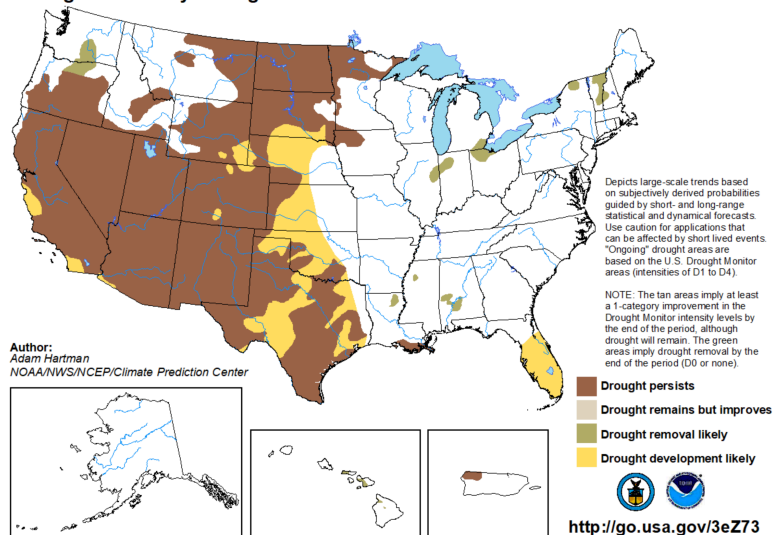 Depicts large-scale trends based
on subjectively derived probabilities
guided by short- and long-range
statistical and dynamical forecasts.
Use caution for applications that
can be affected by short lived events.
"Ongoing" drought areas are
based on the U.S. Drought Monitor
areas (intensities of D1 to D4).
NOTE: The tan areas imply at least
a 1-category improvement in the
Drought Monitor intensity levels by
the end of the period, although
drought will remain. The green
areas imply drought removal by the
end of the period (D0 or none).
Author:
Adam Hartman
NOAA/NWS/NCEP/Climate Prediction Center
Drought persists
Drought remains but improves
Drought removal likely
Drought development likely
http://go.usa.gov/3eZ73